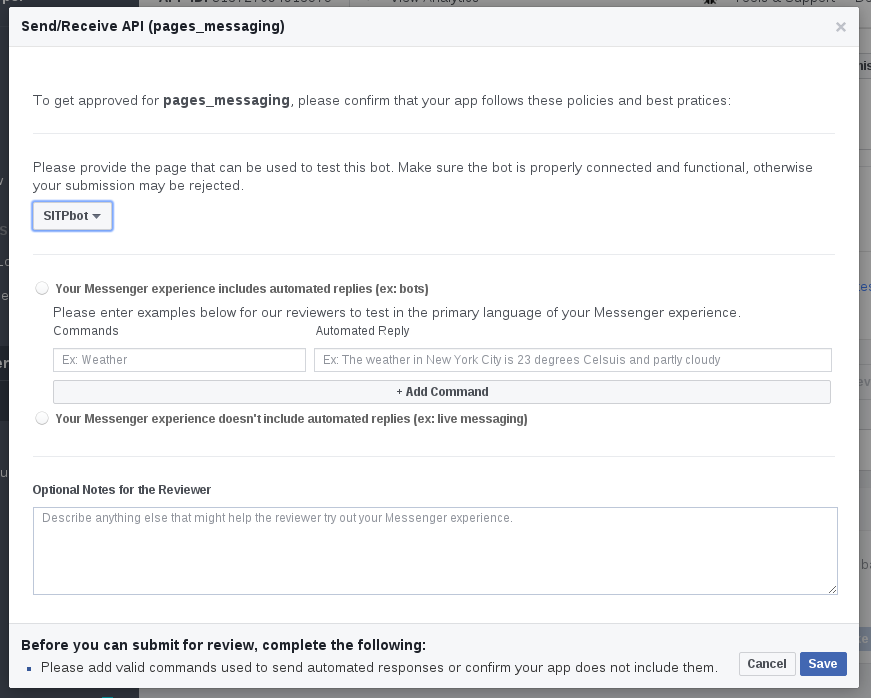 Send/Receive API (pages_messaging)
×
To get approved for pages_messaging, please confirm that your app follows these policies and best pratices:
Please provide the page that can be used to test this bot. Make sure the bot is properly connected and functional, otherwise
your submission may be rejected.
SITPbot
Your Messenger experience includes automated replies (ex: bots)
Please enter examples below for our reviewers to test in the primary language of your Messenger experience.
Commands Automated Reply
Ex: Weather Ex: The weather in New York City is 23 degrees Celsuis and partly cloudy
+ Add Command
Your Messenger experience doesn't include automated replies (ex: live messaging)
Optional Notes for the Reviewer
Describe anything else that might help the reviewer try out your Messenger experience.
Before you can submit for review, complete the following:
Please add valid commands used to send automated responses or confirm your app does not include them.
Cancel Save